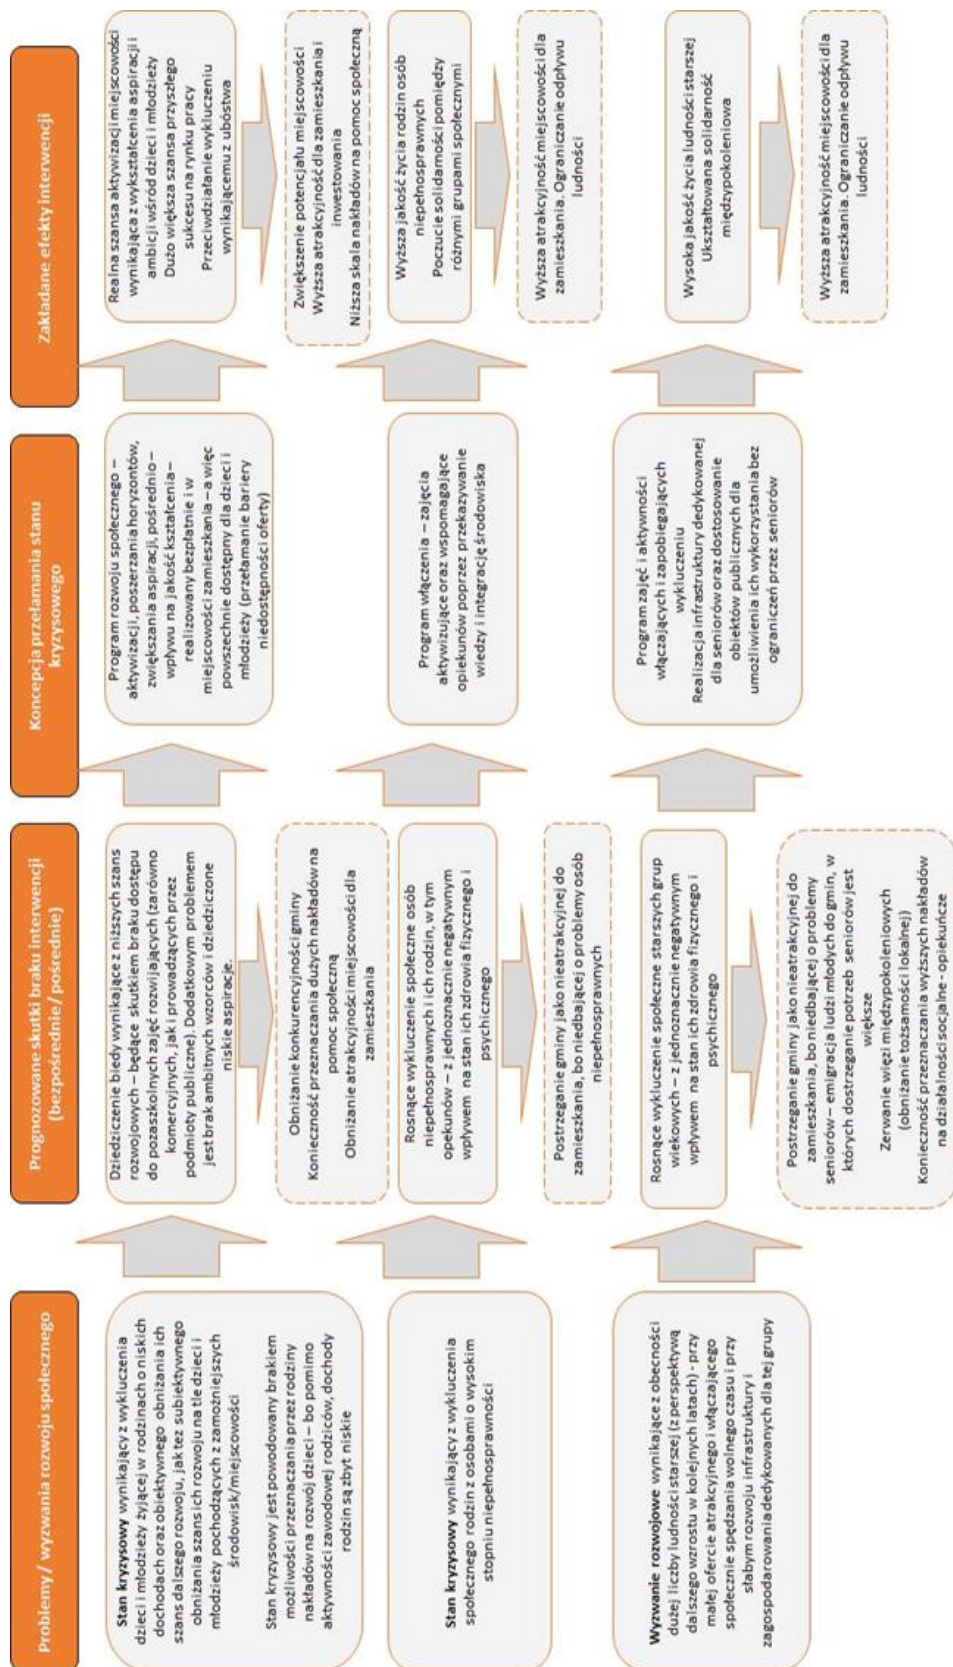 Problemy/ wyzwania rozwoju społecznego
Prognozowane skutki braku interwencji
(bezpośrednie/ pośrednie)
Koncepcja przełamania stanu
kryzysowego
Zakładane efekty interwencji
Stan kryzysowy wynikający z wykluczenia
dzieci i młodzieży żyjącej w rodzinach o niskich
dochodach oraz obiektywnego obniżania ich
szans dalszego rozwoju, jak też subiektywnego
obniżania szans ich rozwoju na tle dzieci i
młodzieży pochodzących z zamożniejszych
środowisk/miejscowości
Stan kryzysowy jest powodowany brakiem
możliwości przeznaczania przez rodziny
nakładów na rozwój dzieci – bo pomimo
aktywności zawodowej rodziców, dochody
rodzin są zbyt niskie
Dziedziczenie biedy wynikające z niższych szans
rozwojowych – będące skutkiem braku dostępu
do pozaszkolnych zajęć rozwijających (zarówno
komercyjnych, jak i prowadzących przez
podmioty publiczne). Dodatkowym problemem
jest brak ambitnych wzorców i dziedziczone
niskie aspiracje.
Obniżanie konkurencyjności gminy
Konieczność przeznaczania dużych nakładów na
pomoc społeczną
Obniżanie atrakcyjności miejscowości dla
zamieszkania
Program rozwoju społecznego –
aktywizacji, poszerzania horyzontów,
zwiększania aspiracji, pośrednio –
wpływu na jakość kształcenia –
realizowany bezpłatnie i w
miejscowości zamieszkania – a więc
powszechnie dostępny dla dzieci i
młodzieży (przełamanie bariery
niedostępności oferty)
Realna szansa aktywizacji miejscowości
wynikająca z wykształcenia aspiracji i
ambicji wśród dzieci i młodzieży
Dużo większa szansa przyszłego
sukcesu na rynku pracy
Przeciwdziałanie wykluczeniu
wynikającemu z ubóstwa
Zwiększenie potencjału miejscowości
Wyższa atrakcyjność dla zamieszkania i
inwestowania
Niższa skala nakładów na pomoc społeczną
Stan kryzysowy wynikający z wykluczenia
społecznego rodzin z osobami o wysokim
stopniu niepełnosprawności
Rosnące wykluczenie społeczne osób
niepełnosprawnych i ich rodzin, w tym
opekunów – z jednoznacznie negatywnym
wpływem na stan ich zdrowia fizycznego i
psychicznego
Postrzeganie gminy jako nieatrakcyjnej do
zamieszkania, bo niedbającej o problemy osób
niepełnosprawnych
Program włączenia – zajęcia
aktywizujące oraz wspomagające
opiekunów poprzez przekazywanie
wiedzy i integrację środowiska
Wyższa jakość życia rodzin osób
niepełnosprawnych
Poczucie solidarności pomiędzy
różnymi grupami społecznymi
Wyższa atrakcyjność miejscowości dla
zamieszkania. Ograniczanie odpływu
ludności
Wyzwanie rozwojowe wynikające z obecności
dużej liczby ludności starszej (z perspektywą
dalszego wzrostu w kolejnych latach) - przy
małej ofercie atrakcyjnego i włączającego
społecznie spędzania wolnego czasu i przy
słabym rozwoju infrastruktury i
zagospodarowania dedykowanych dla tej grupy
Rosnące wykluczenie społeczne starszych grup
wiekowych – z jednoznacznie negatywnym
wpływem na stan ich zdrowia fizycznego i
psychicznego
Postrzeganie gminy jako nieatrakcyjnej do
zamieszkania, bo niedbającej o problemy
seniorów – emigracja ludzi młodych do gmin, w
których dostrzeganie potrzeb seniorów jest
większe
Zerwanie więzi międzypokoleniowych
(obniżanie tożsamości lokalnej)
Konieczność przeznaczania wyższych nakładów
na działalności socjalne - opiekuńcze
Program zajęć i aktywności
włączających i zapobiegających
wykluczeniu
Realizacja infrastruktury dedykowanej
dla seniorów oraz dostosowanie
obiektów publicznych dla
umożliwienia ich wykorzystania bez
ograniczeń przez seniorów
Wysoka jakość życia ludności starszej
Ukształtowana solidarność
międzypokoleniowa
Wyższa atrakcyjność miejscowości dla
zamieszkania. Ograniczanie odpływu
ludności